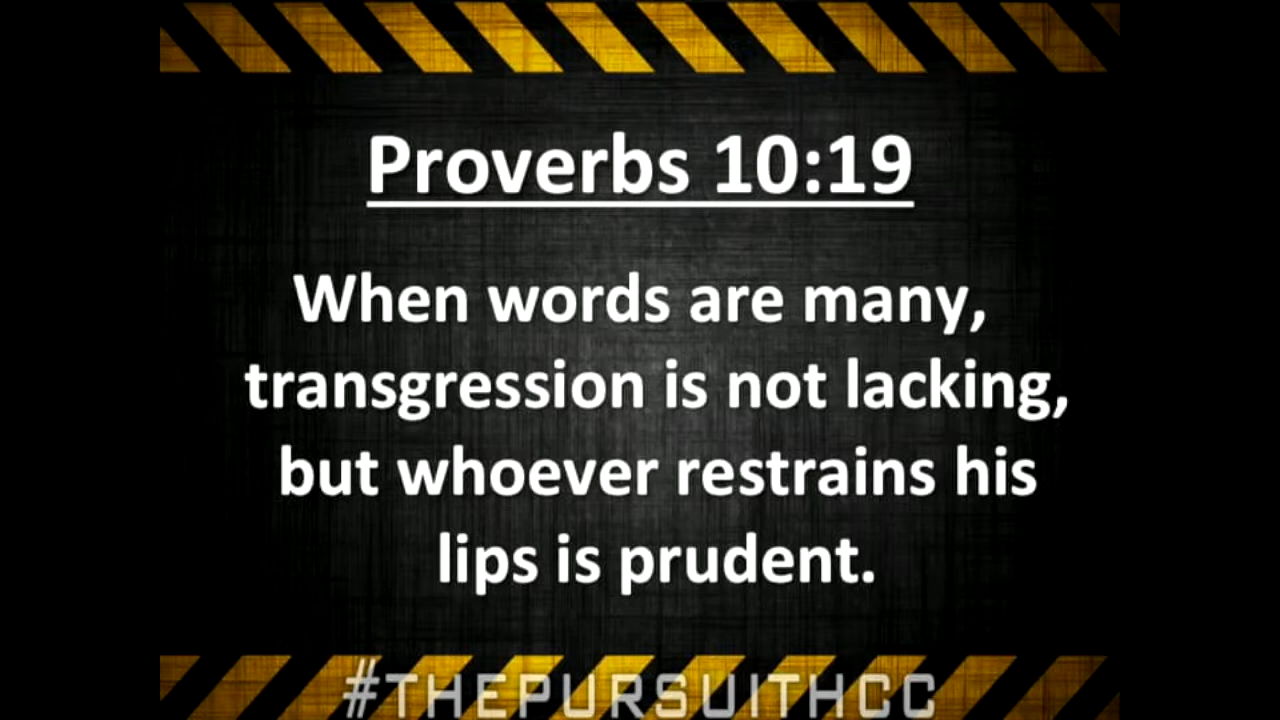 Proverbs 10:19
When words are many,
transgression is not lacking,
but whoever restrains his
lips is prudent.
#THEPURSUITHCC